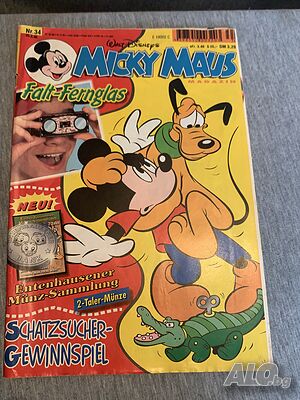 Nr. 34
WALT DISNEY'S
MICKY MAUS
MAGAZIN
DM 3.20
Falt-Fernglas
NEU!
Entenhausener
Münz-Sammlung
2-Taler-Münze
SCHATZSUCHER-
GEWINNSPIEL
ALO.bg